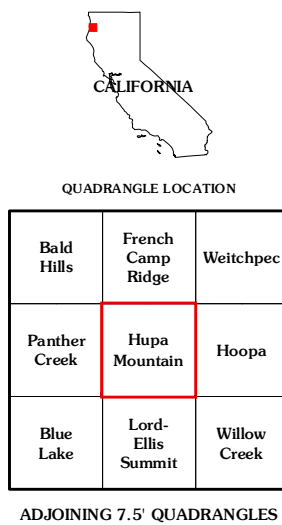 CALIFORNIA
QUADRANGLE LOCATION
Bald
Hills
French
Camp
Ridge
Weitchpec
Panther
Creek
Hupa
Mountain
Hoopa
Blue
Lake
Lord-
Ellis
Summit
Willow
Creek
ADJOINING 7.5' QUADRANGLES